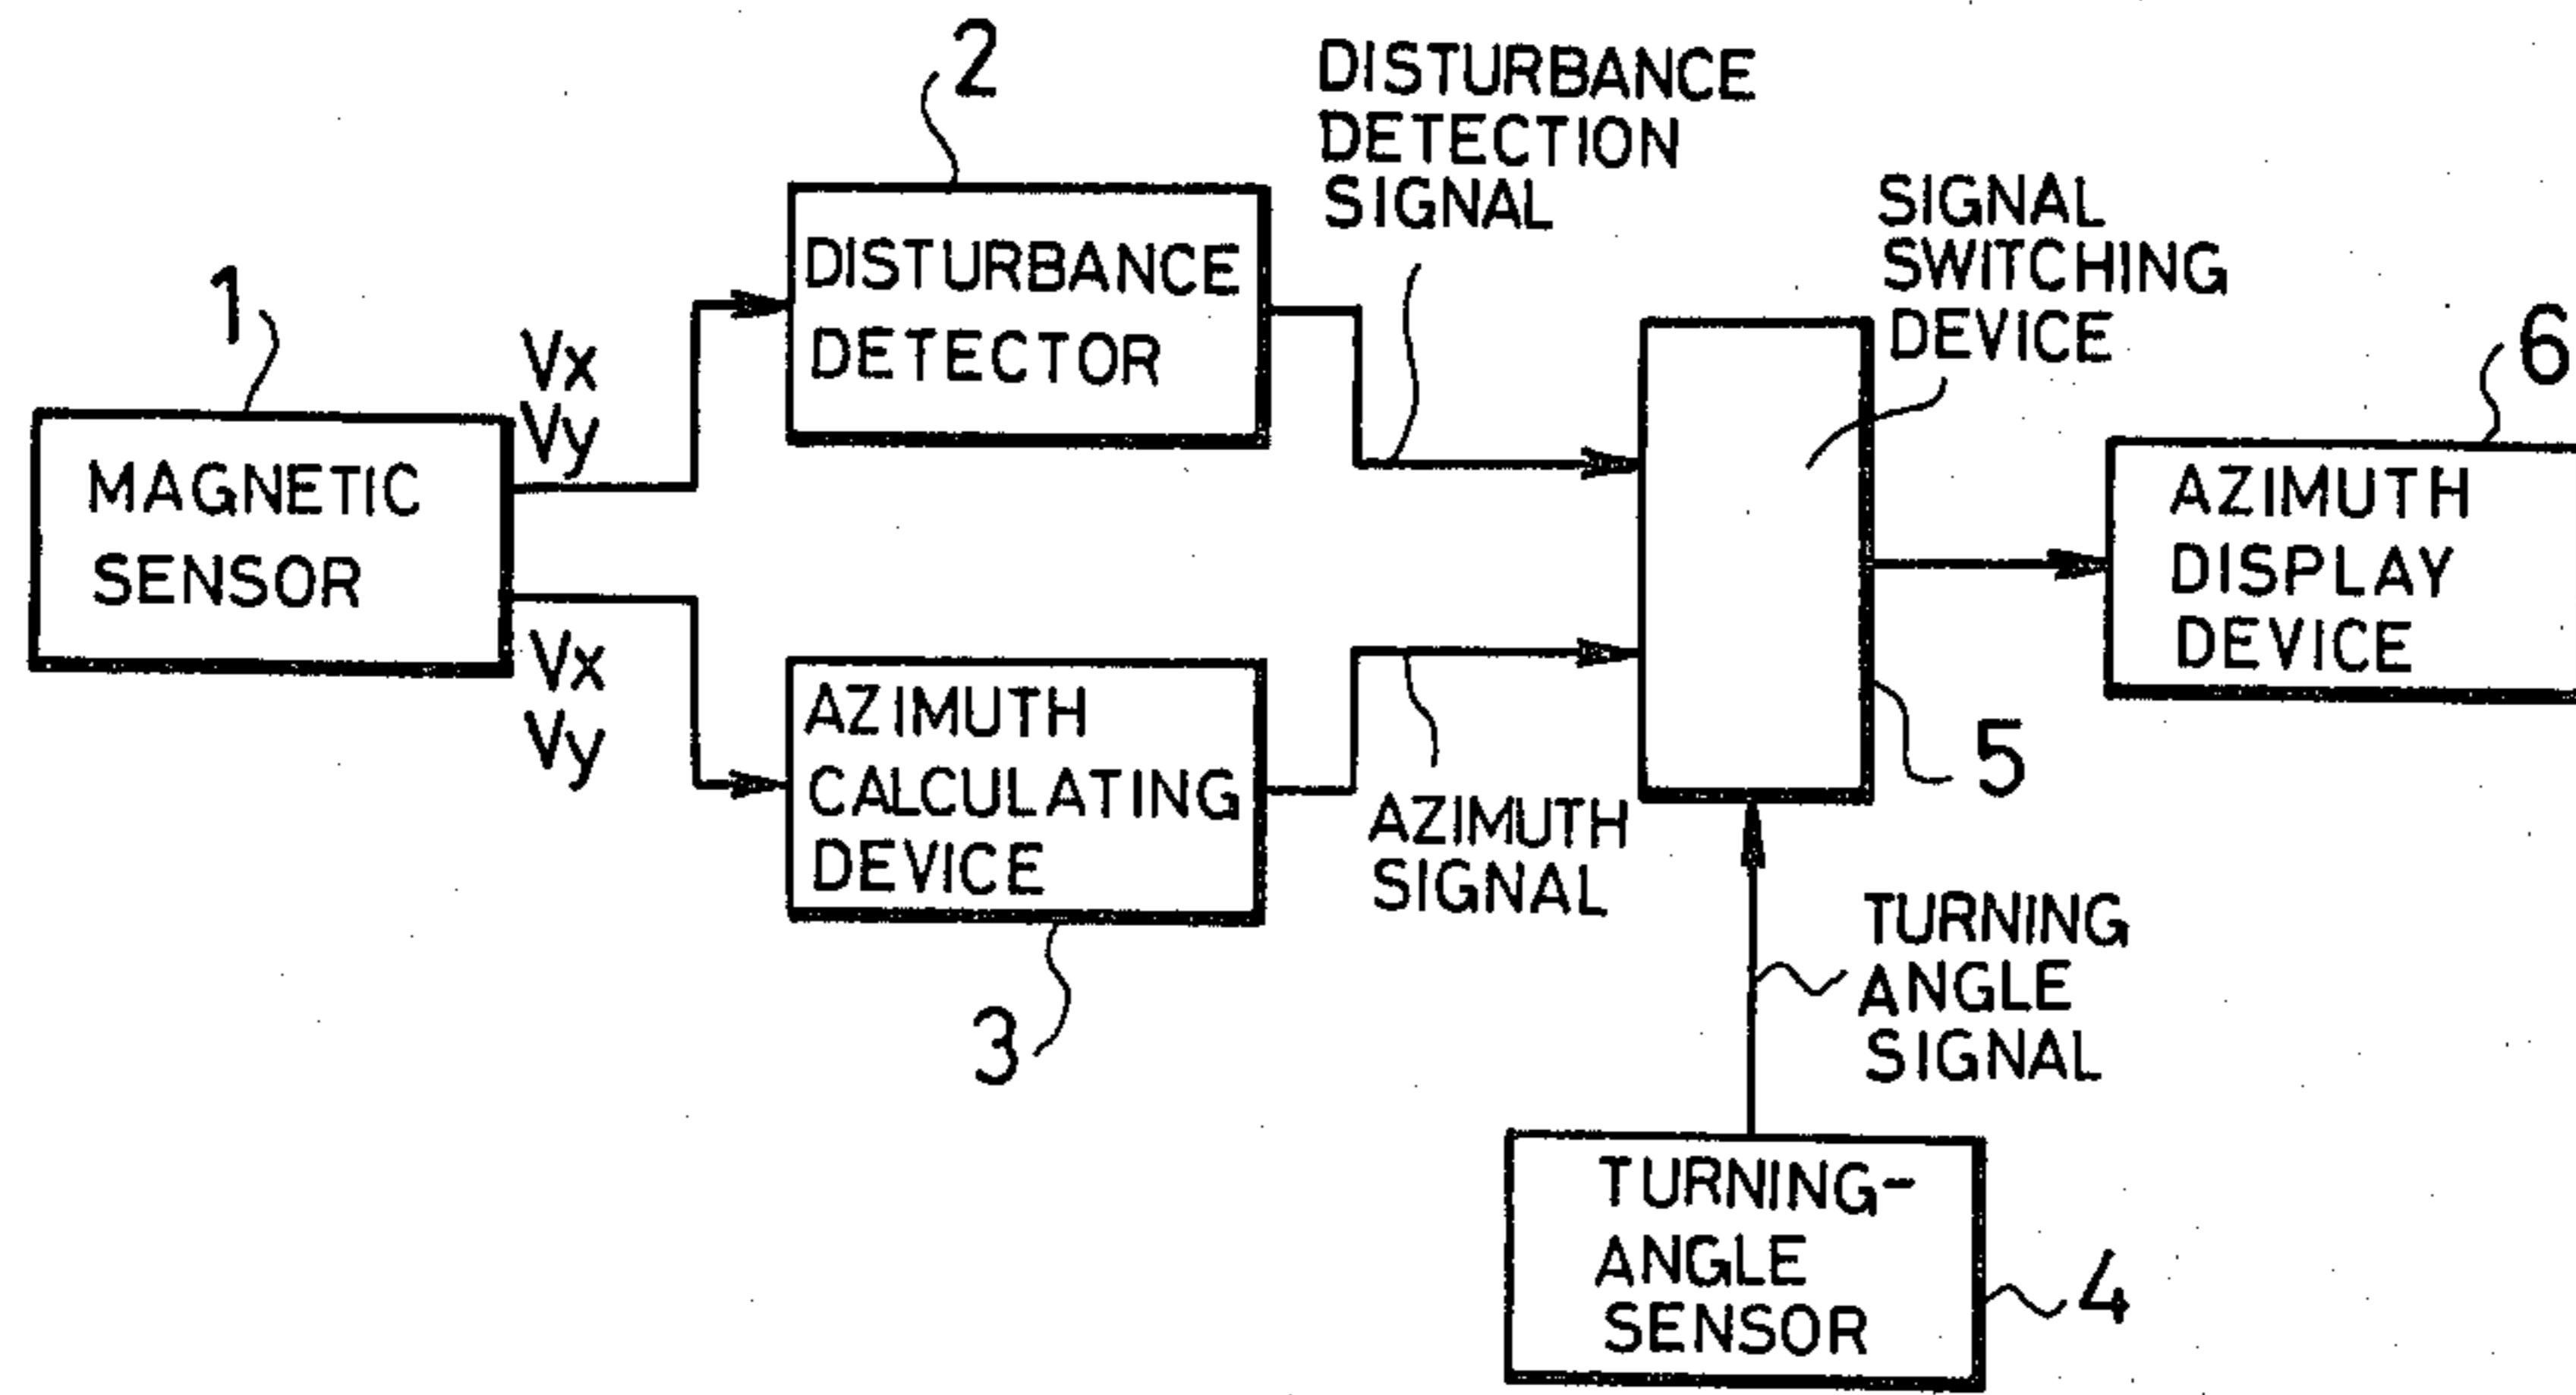 1
MAGNETIC
SENSOR
Vx
Vy
Vx
Vy
2
DISTURBANCE
DETECTOR
AZIMUTH
CALCULATING
DEVICE
3
DISTURBANCE
DETECTION
SIGNAL
AZIMUTH
SIGNAL
SIGNAL
SWITCHING
DEVICE
5
TURNING
ANGLE
SIGNAL
TURNING-
ANGLE
SENSOR
4
6
AZIMUTH
DISPLAY
DEVICE